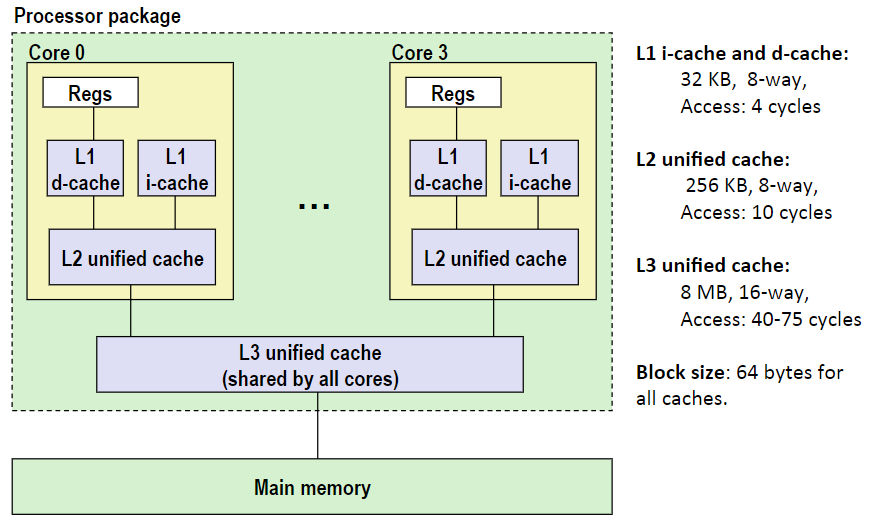 Processor package
Core 0
Regs
L1
d-cache
L1
i-cache
L2 unified cache
...
Core 3
Regs
L1
d-cache
L1
i-cache
L2 unified cache
L3 unified cache
(shared by all cores)
Main memory
L1 i-cache and d-cache:
32 KB, 8-way,
Access: 4 cycles
L2 unified cache:
256 KB, 8-way,
Access: 10 cycles
L3 unified cache:
8 MB, 16-way,
Access: 40-75 cycles
Block size: 64 bytes for
all caches.